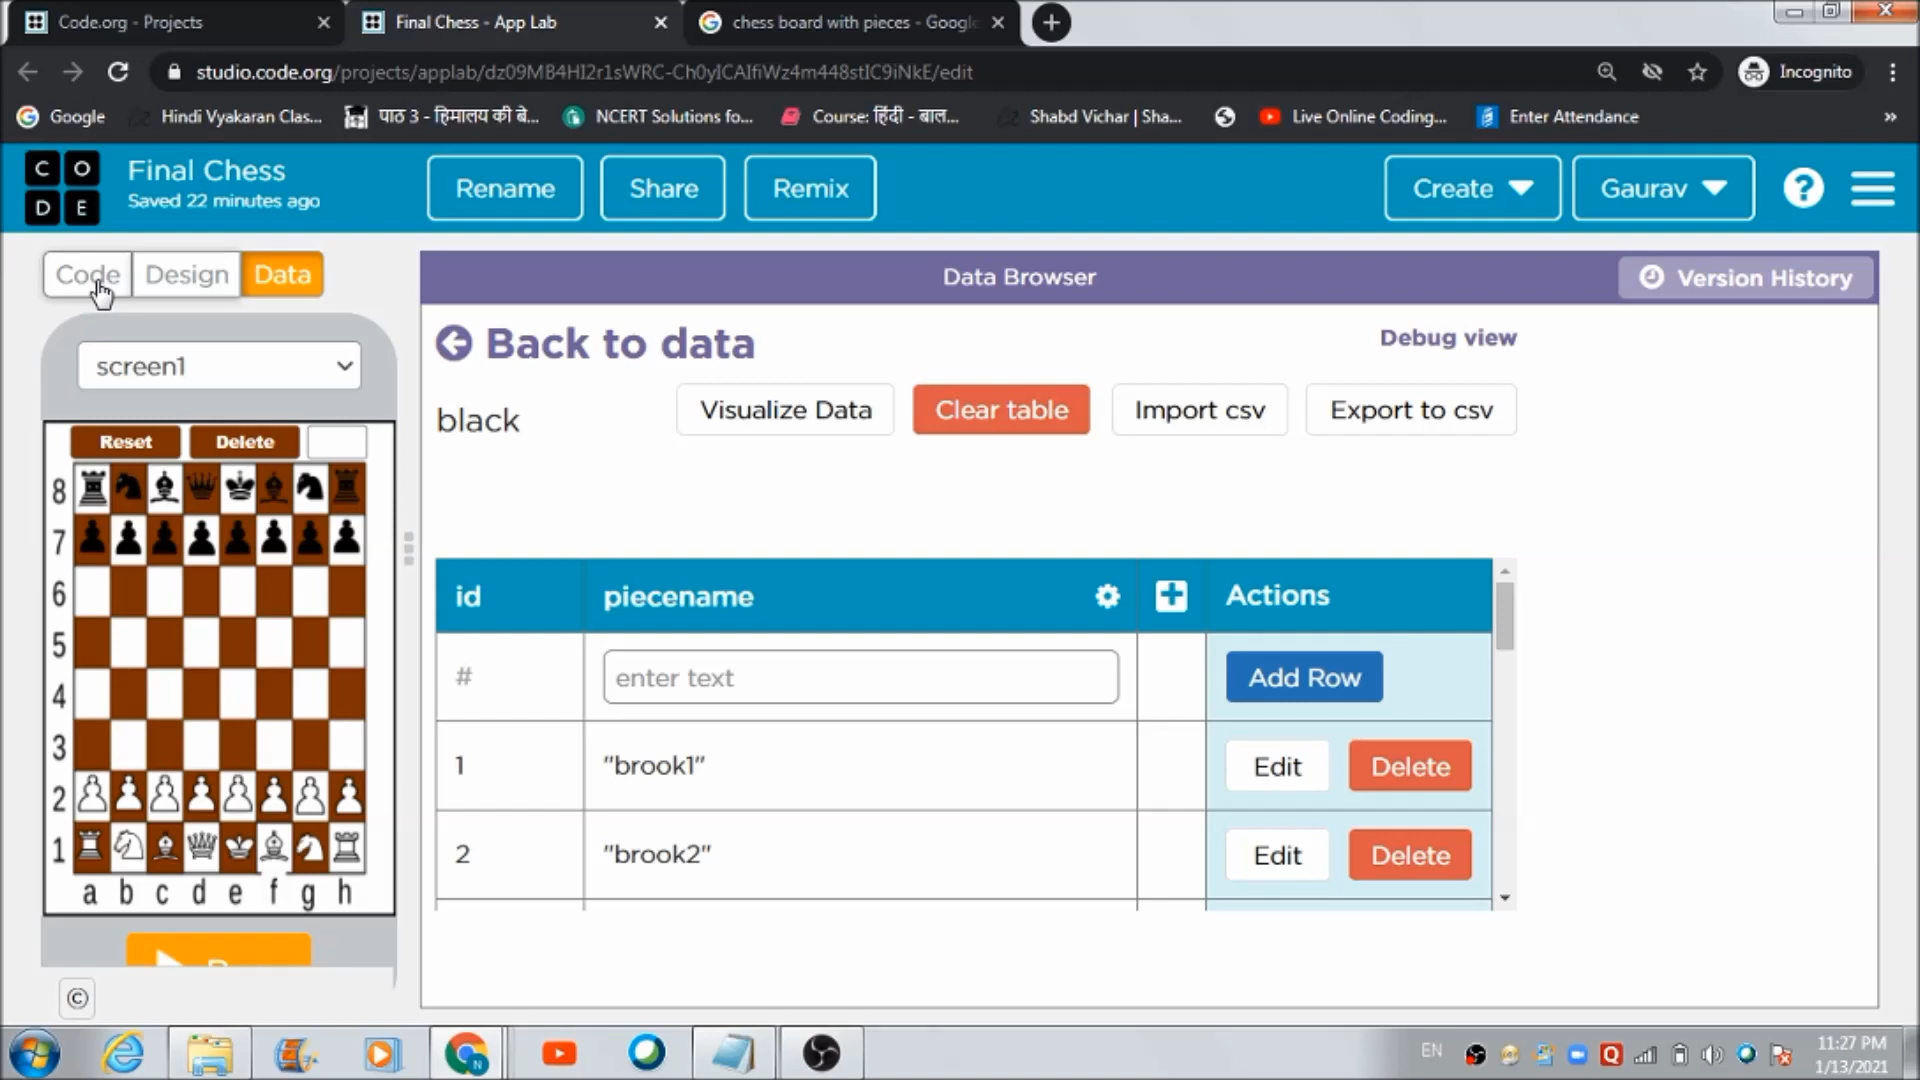 Code.org - Projects
Final Chess - App Lab
chess board with pieces - Googl
studio.code.org/projects/applab/dz09MB4HI2r1sWRC-Ch0yICAIfiWz4m448stIC9iNkE/edit
Incognito
Google
Hindi Vyakaran Clas...
पाठ 3 - हिमालय की बे...
NCERT Solutions fo...
Course: हिंदी - बाल...
Shabd Vichar | Sha...
Live Online Coding...
Enter Attendance
»
C O
D E
Final Chess
Saved 22 minutes ago
Rename
Share
Remix
Create
Gaurav
?
Code
Design
Data
Data Browser
Version History
screen1
Back to data
Debug view
black
Visualize Data
Clear table
Import csv
Export to csv
Reset
Delete
8
7
6
5
4
3
2
1
a b c d e f g h
id
piecename
Actions
#
enter text
Add Row
1
"brook1"
Edit
Delete
2
"brook2"
Edit
Delete
©
EN
11:27 PM
1/13/2021